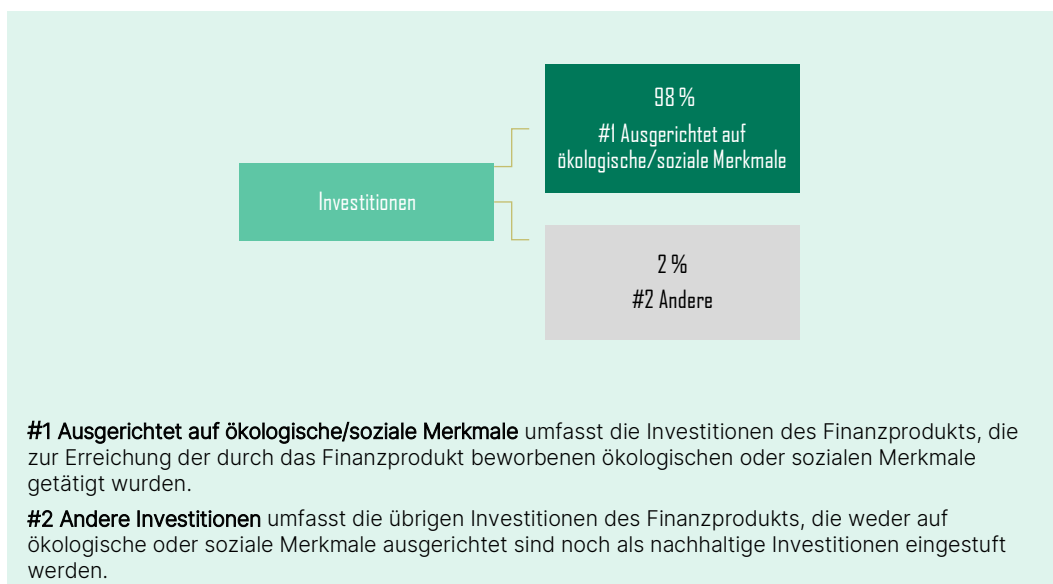 98 %
#1 Ausgerichtet auf
ökologische/soziale Merkmale
Investitionen
2 %
#2 Andere
#1 Ausgerichtet auf ökologische/soziale Merkmale umfasst die Investitionen des Finanzprodukts, die
zur Erreichung der durch das Finanzprodukt beworbenen ökologischen oder sozialen Merkmale
getätigt wurden.
#2 Andere Investitionen umfasst die übrigen Investitionen des Finanzprodukts, die weder auf
ökologische oder soziale Merkmale ausgerichtet sind noch als nachhaltige Investitionen eingestuft
werden.